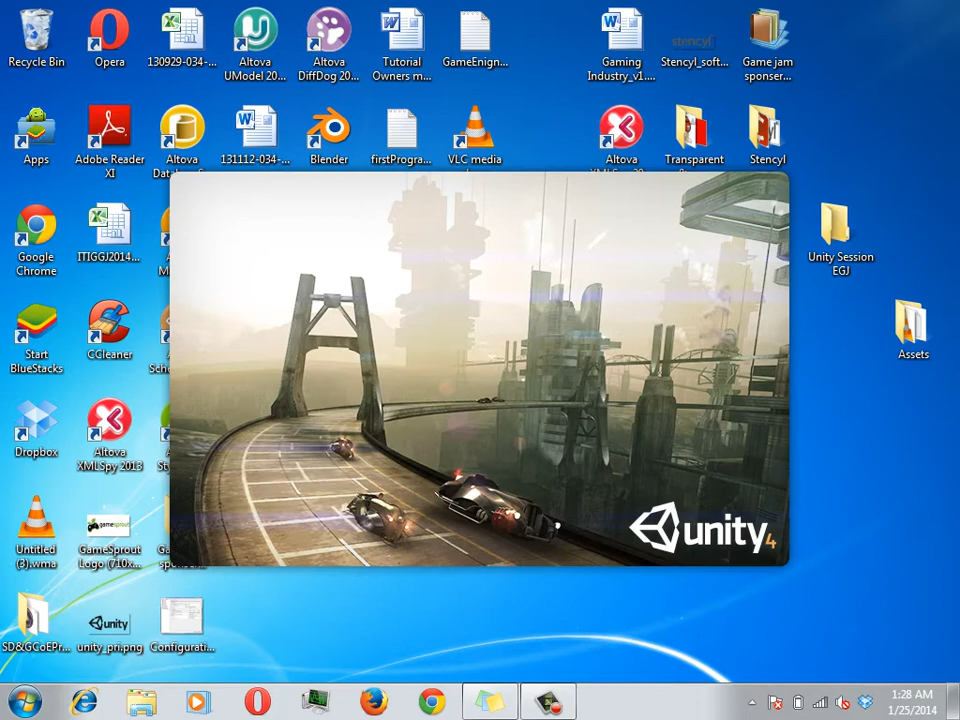 Recycle Bin
Opera
130929-034-...
Altova
UModel 20...
Altova
DiffDog 20...
Tutorial
Owners m...
GameEnign...
Gaming
Industry_v1....
stencyl
Stencyl_soft...
Game jam
sponser...
Apps
Adobe Reader
XI
Altova
131112-034-...
Blender
firstProgra...
VLC media
Altova
Transparent
Stencyl
Google
Chrome
ITIGGJ2014...
Unity Session
EGJ
Start
BlueStacks
CCleaner
Assets
Dropbox
Altova
XMLSpy 2013
Untitled
(3).wma
gamesprout
GameSprout
Logo (710x...
unity 4
SD&GCoEPr...
unity
unity_pri.png
Configurati...
1:28 AM
1/25/2014